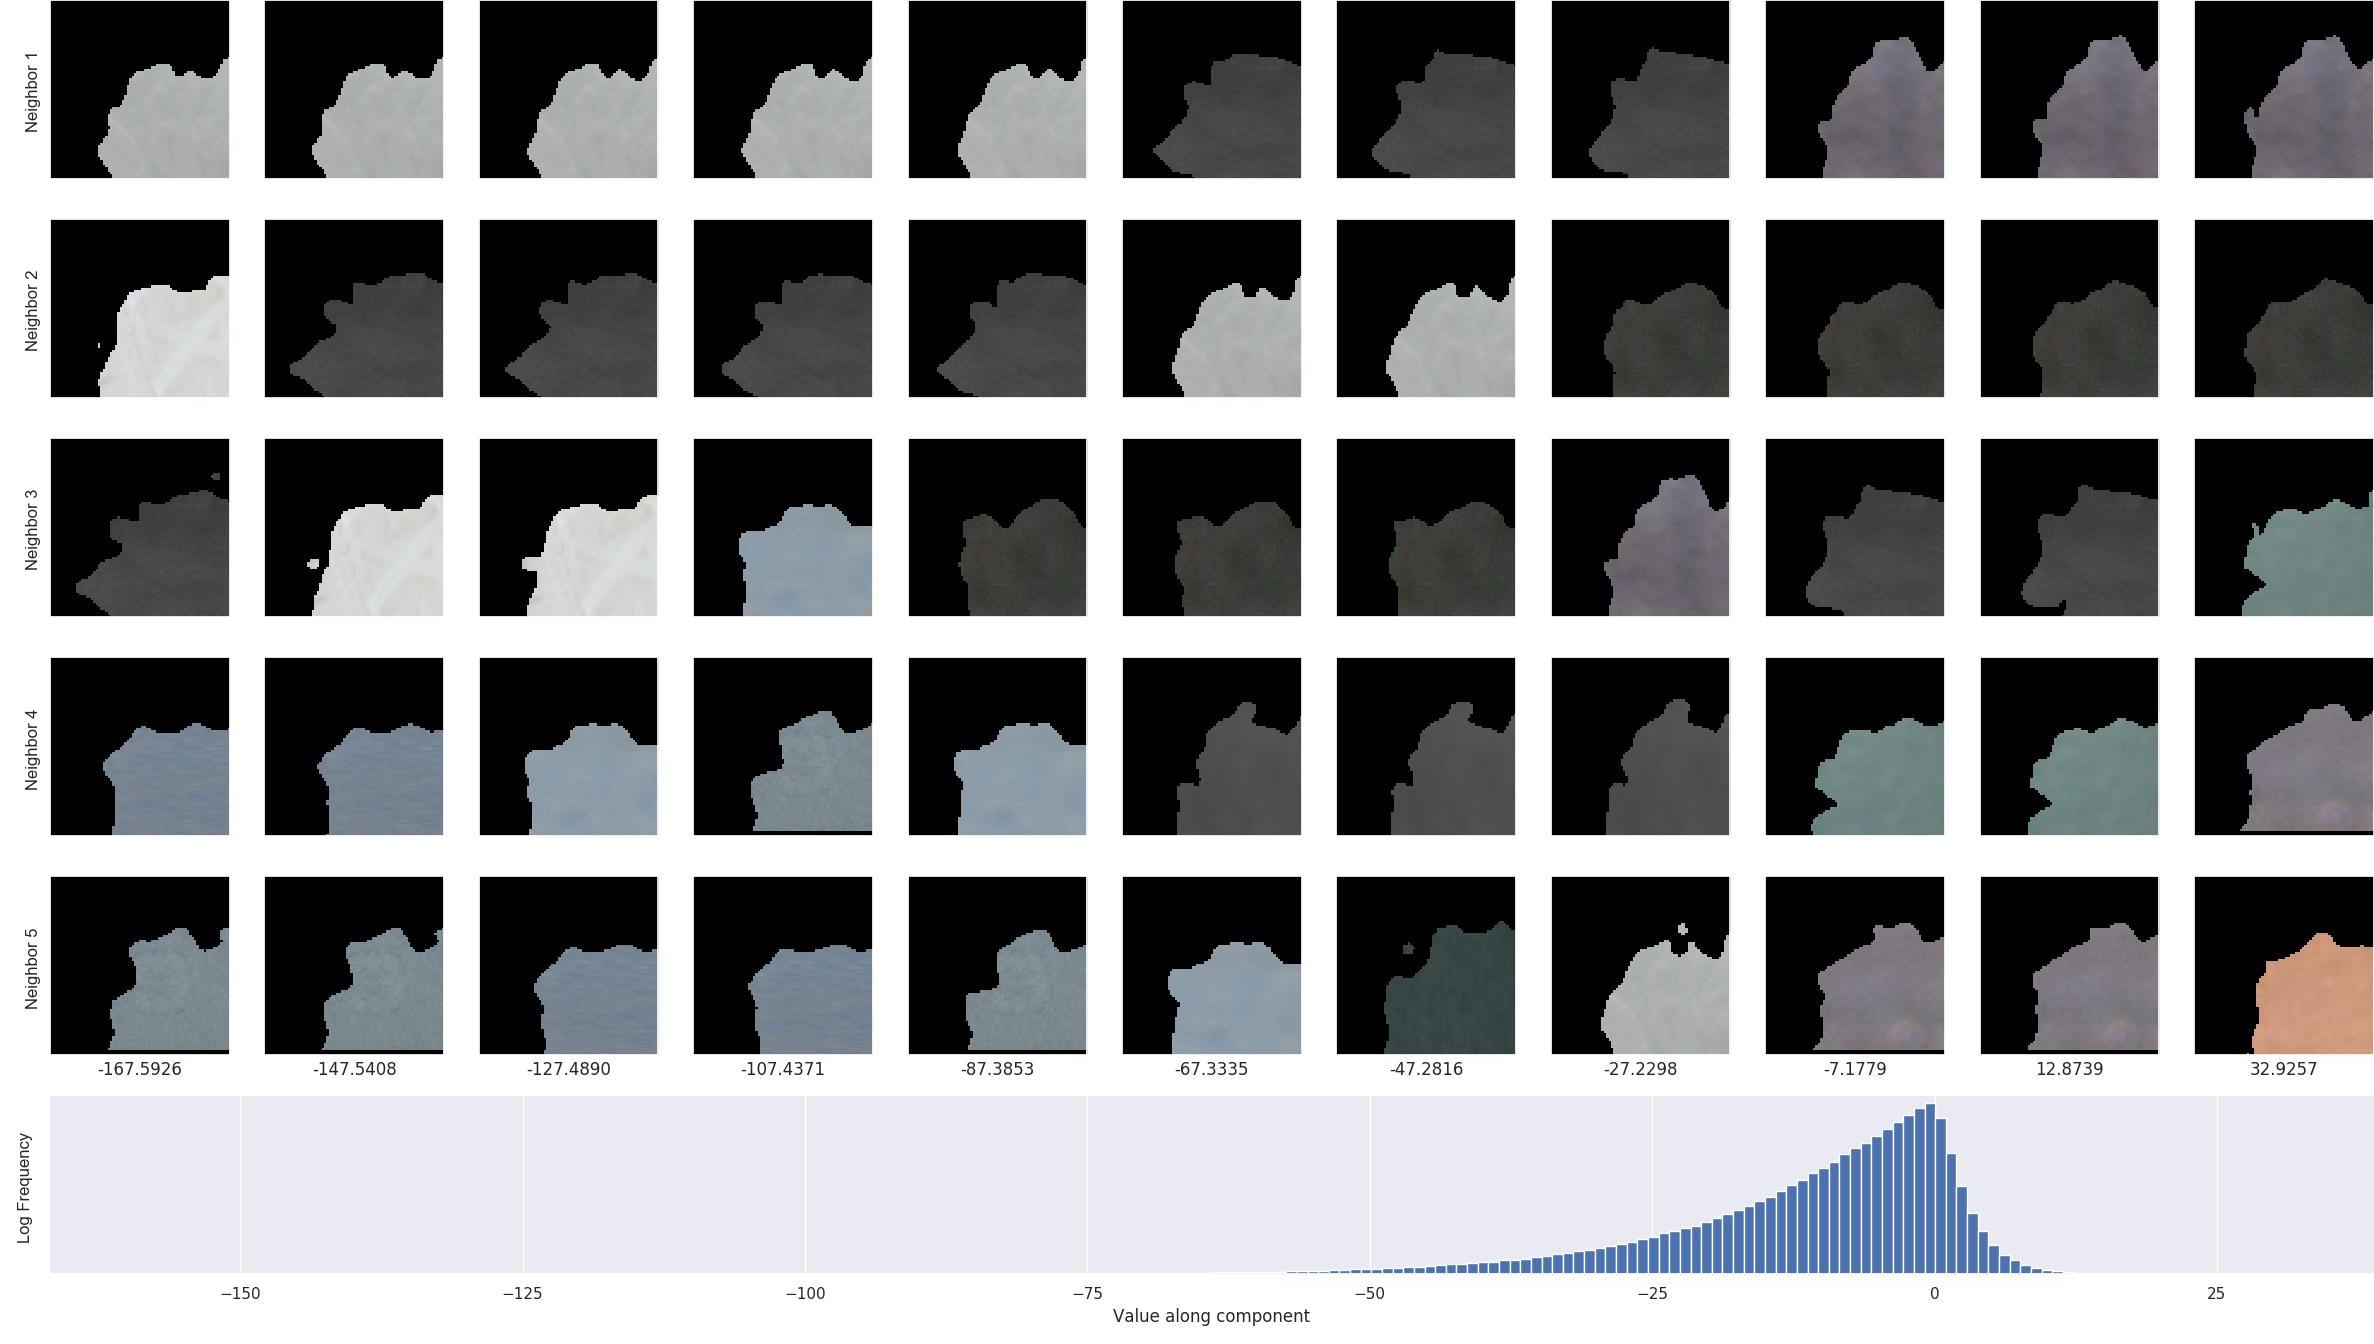 Neighbor 1
Neighbor 2
Neighbor 3
Neighbor 4
Neighbor 5
-167.5926 -147.5408 -127.4890 -107.4371 -87.3853 -67.3335 -47.2816 -27.2298 -7.1779 12.8739 32.9257
Log Frequency
−150 −125 −100 −75 −50 −25 0 25
Value along component